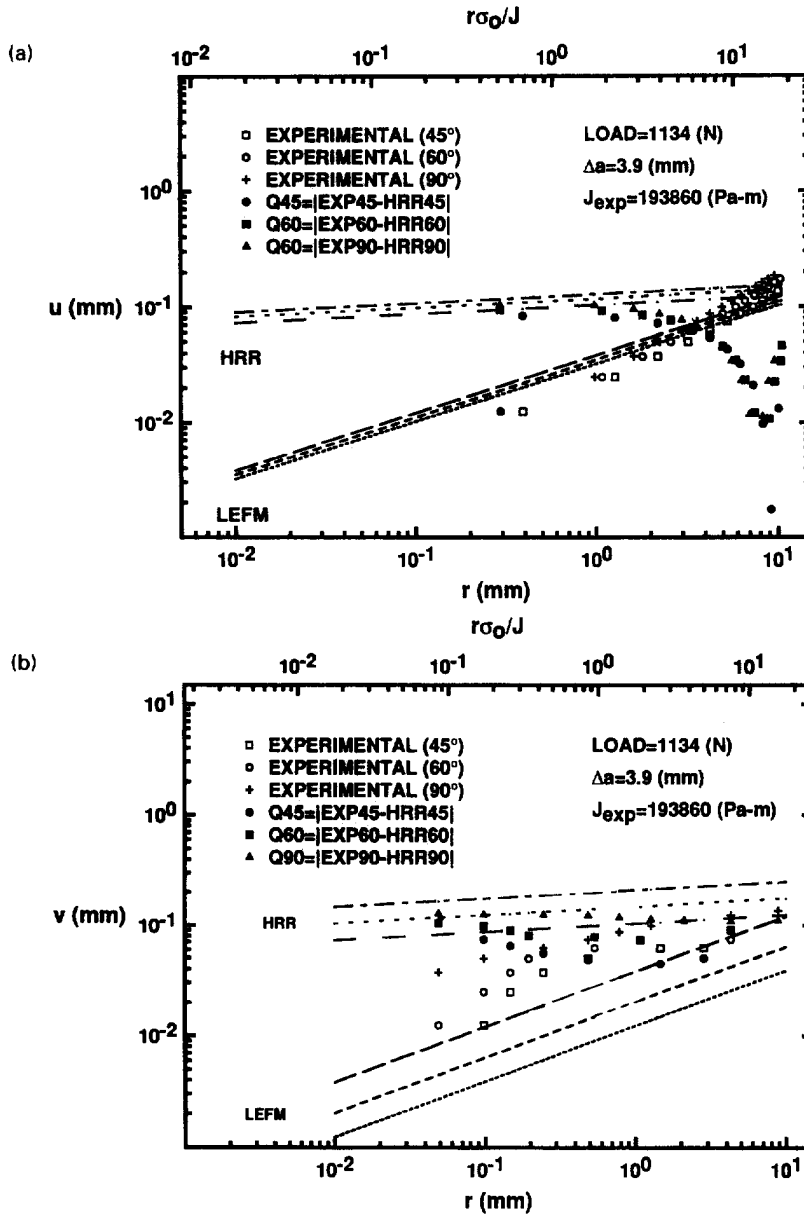 (a)
rσ₀/J
10⁻² 10⁻¹ 10⁰ 10¹
EXPERIMENTAL (45°)
EXPERIMENTAL (60°)
EXPERIMENTAL (90°)
Q45=|EXP45-HRR45|
Q60=|EXP60-HRR60|
Q60=|EXP90-HRR90|
LOAD=1134 (N)
Δa=3.9 (mm)
J_exp=193860 (Pa-m)
10⁰
10⁻¹
10⁻²
u (mm)
HRR
LEFM
10⁻² 10⁻¹ 10⁰ 10¹
r (mm)
(b)
rσ₀/J
10⁻² 10⁻¹ 10⁰ 10¹
EXPERIMENTAL (45°)
EXPERIMENTAL (60°)
EXPERIMENTAL (90°)
Q45=|EXP45-HRR45|
Q60=|EXP60-HRR60|
Q90=|EXP90-HRR90|
LOAD=1134 (N)
Δa=3.9 (mm)
J_exp=193860 (Pa-m)
10¹
10⁰
10⁻¹
10⁻²
v (mm)
HRR
LEFM
10⁻² 10⁻¹ 10⁰ 10¹
r (mm)